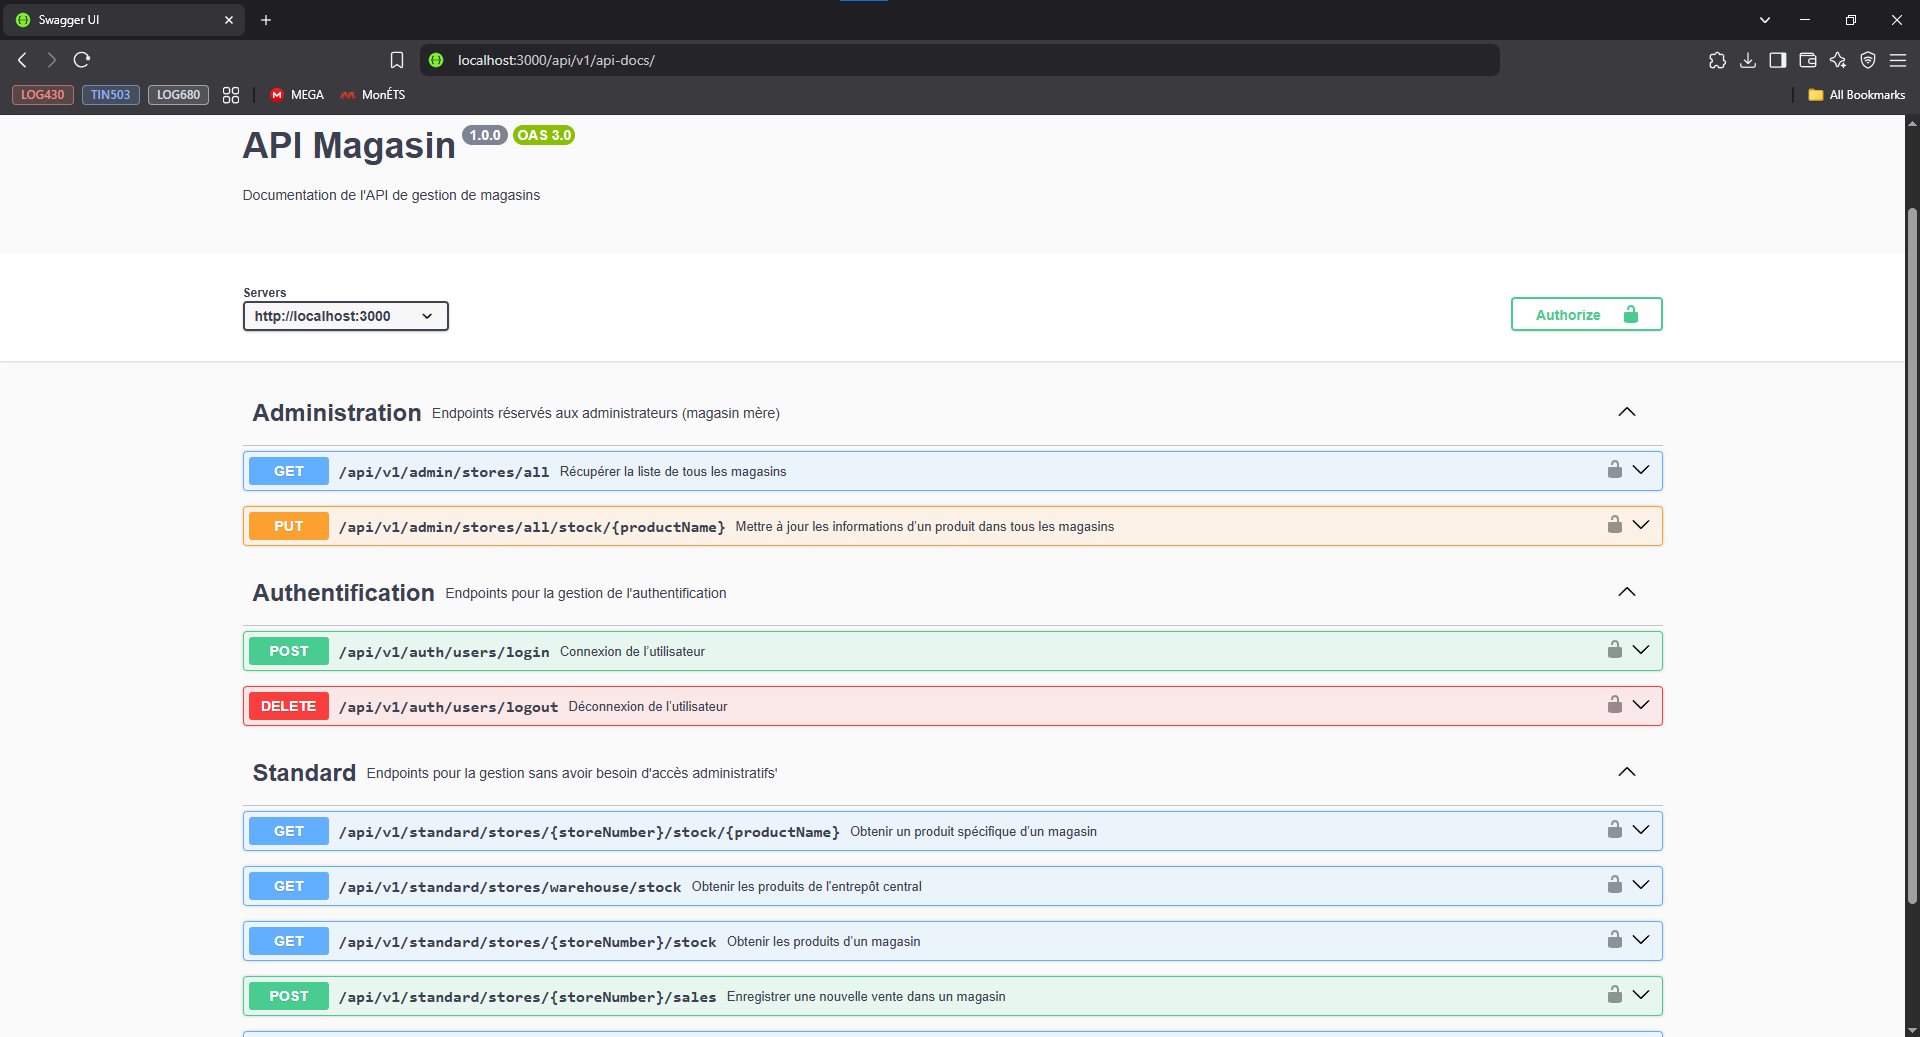 Swagger UI
localhost:3000/api/v1/api-docs/
LOG430 TIN503 LOG680 MEGA MonÉTS All Bookmarks
API Magasin 1.0.0 OAS 3.0
Documentation de l'API de gestion de magasins
Servers
http://localhost:3000
Authorize
Administration Endpoints réservés aux administrateurs (magasin mère)
GET /api/v1/admin/stores/all Récupérer la liste de tous les magasins
PUT /api/v1/admin/stores/all/stock/{productName} Mettre à jour les informations d'un produit dans tous les magasins
Authentification Endpoints pour la gestion de l'authentification
POST /api/v1/auth/users/login Connexion de l'utilisateur
DELETE /api/v1/auth/users/logout Déconnexion de l'utilisateur
Standard Endpoints pour la gestion sans avoir besoin d'accès administratifs'
GET /api/v1/standard/stores/{storeNumber}/stock/{productName} Obtenir un produit spécifique d'un magasin
GET /api/v1/standard/stores/warehouse/stock Obtenir les produits de l'entrepôt central
GET /api/v1/standard/stores/{storeNumber}/stock Obtenir les produits d'un magasin
POST /api/v1/standard/stores/{storeNumber}/sales Enregistrer une nouvelle vente dans un magasin